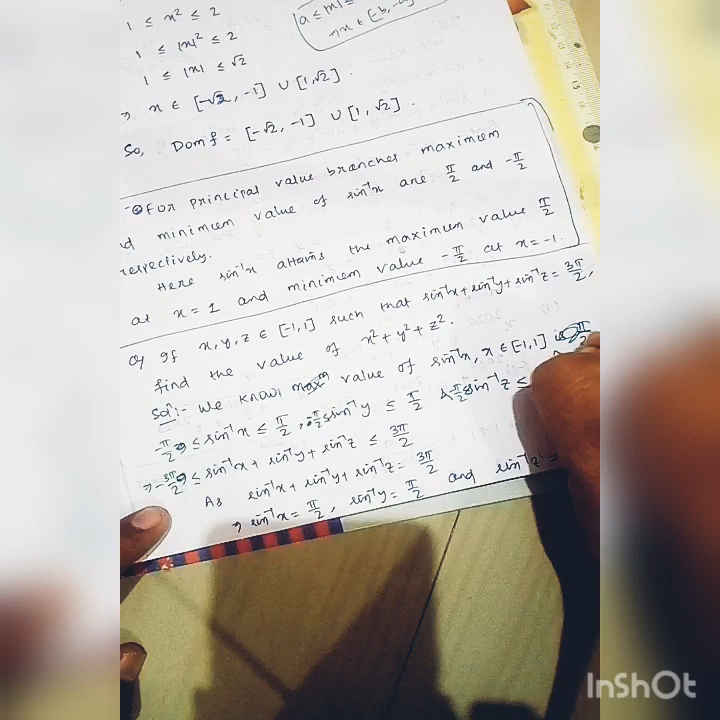 1 ≤ x² ≤ 2
1 ≤ |x|² ≤ 2
1 ≤ |x| ≤ √2
⇒ x ∈ [-√2, -1] ∪ [1, √2].
So, Dom f = [-√2, -1] ∪ [1, √2].
For principal value branches maximum
minimum value of sin⁻¹x are π/2 and -π/2
respectively.
Here sin⁻¹x attains the maximum value π/2
at x = 1 and minimum value -π/2 at x = -1.
Q/ If x, y, z ∈ [-1,1] such that sin⁻¹x + sin⁻¹y + sin⁻¹z = 3π/2,
find the value of x² + y² + z².
Sol:- We know max value of sin⁻¹x, x ∈ [-1,1] is π/2
-π/2 ≤ sin⁻¹x ≤ π/2, -π/2 ≤ sin⁻¹y ≤ π/2 sin⁻¹z ≤
⇒ -3π/2 ≤ sin⁻¹x + sin⁻¹y + sin⁻¹z ≤ 3π/2
As sin⁻¹x + sin⁻¹y + sin⁻¹z = 3π/2
⇒ sin⁻¹x = π/2, sin⁻¹y = π/2 and sin⁻¹z =
InShOt